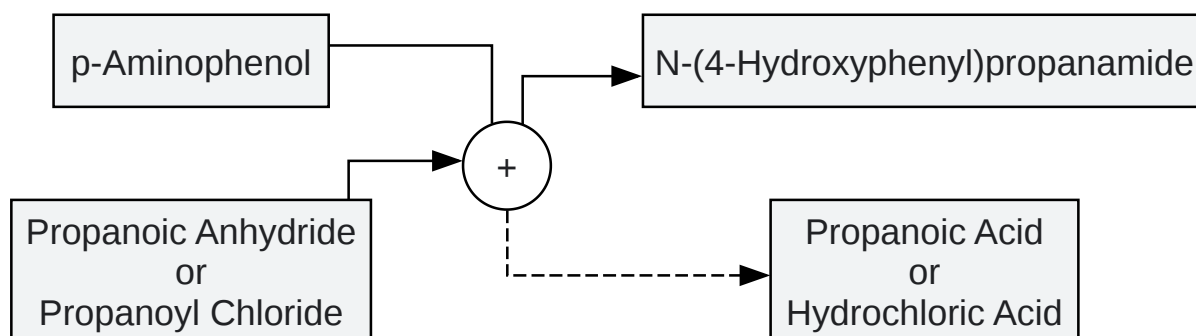 p-Aminophenol
N-(4-Hydroxyphenyl)propanamide
+
Propanoic Anhydride
or
Propanoyl Chloride
Propanoic Acid
or
Hydrochloric Acid